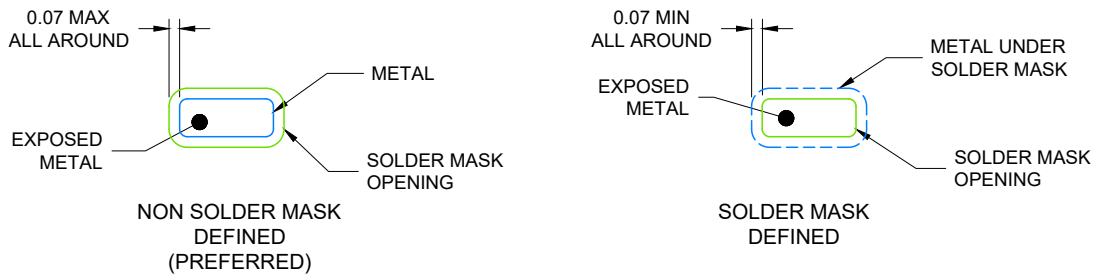 0.07 MAX
ALL AROUND
METAL
EXPOSED
METAL
SOLDER MASK
OPENING
NON SOLDER MASK
DEFINED
(PREFERRED)
0.07 MIN
ALL AROUND
METAL UNDER
SOLDER MASK
EXPOSED
METAL
SOLDER MASK
OPENING
SOLDER MASK
DEFINED